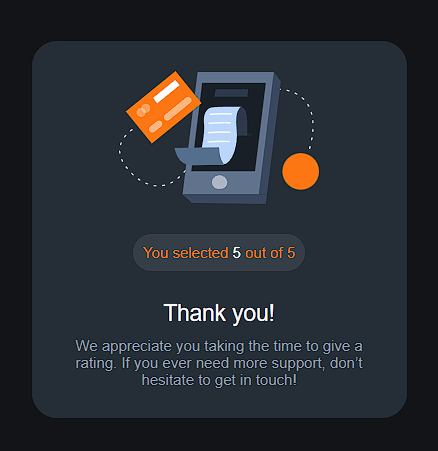 You selected 5 out of 5
Thank you!
We appreciate you taking the time to give a
rating. If you ever need more support, don’t
hesitate to get in touch!